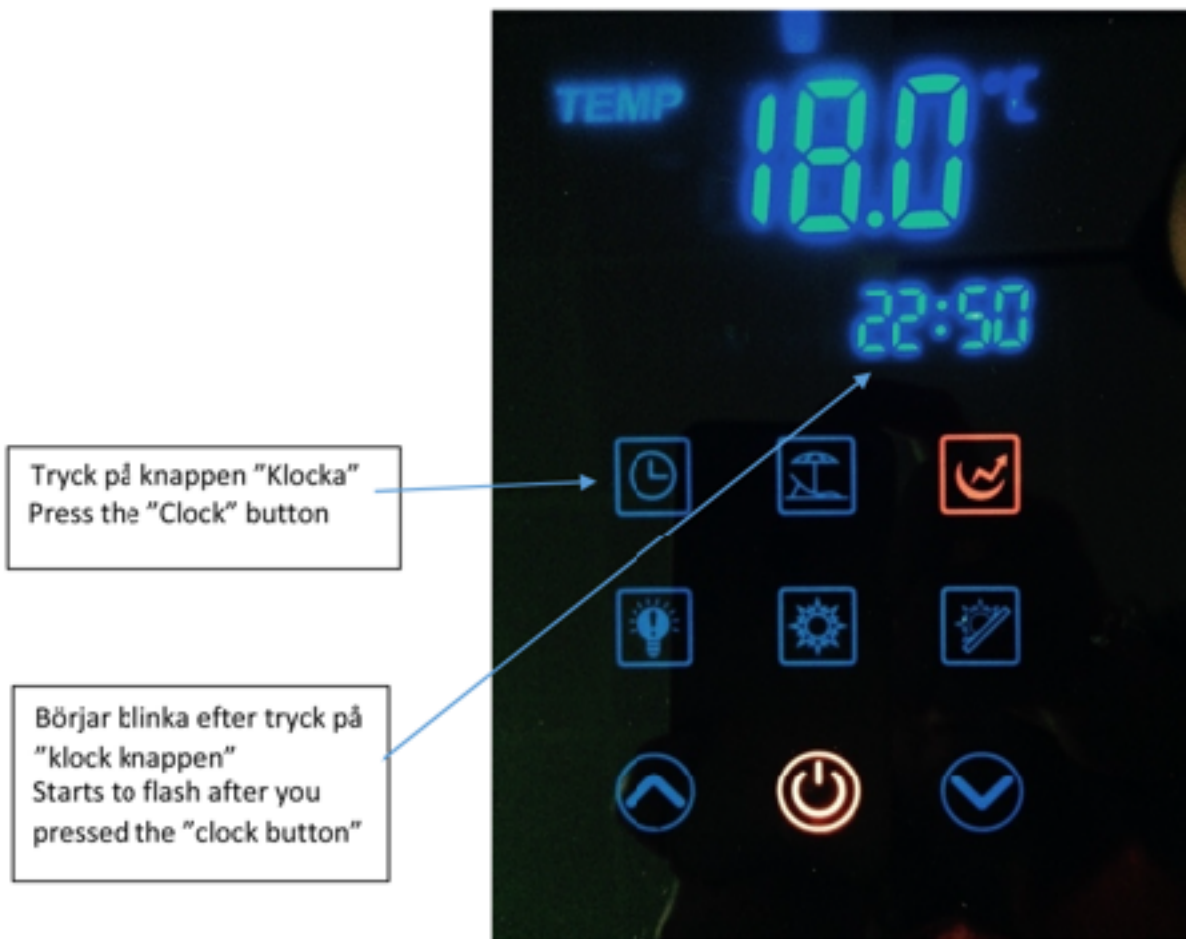 TEMP 18.0 °C
22:50
Tryck på knappen ”Klocka”
Press the ”Clock” button
Börjar blinka efter tryck på
”klock knappen”
Starts to flash after you
pressed the ”clock button”